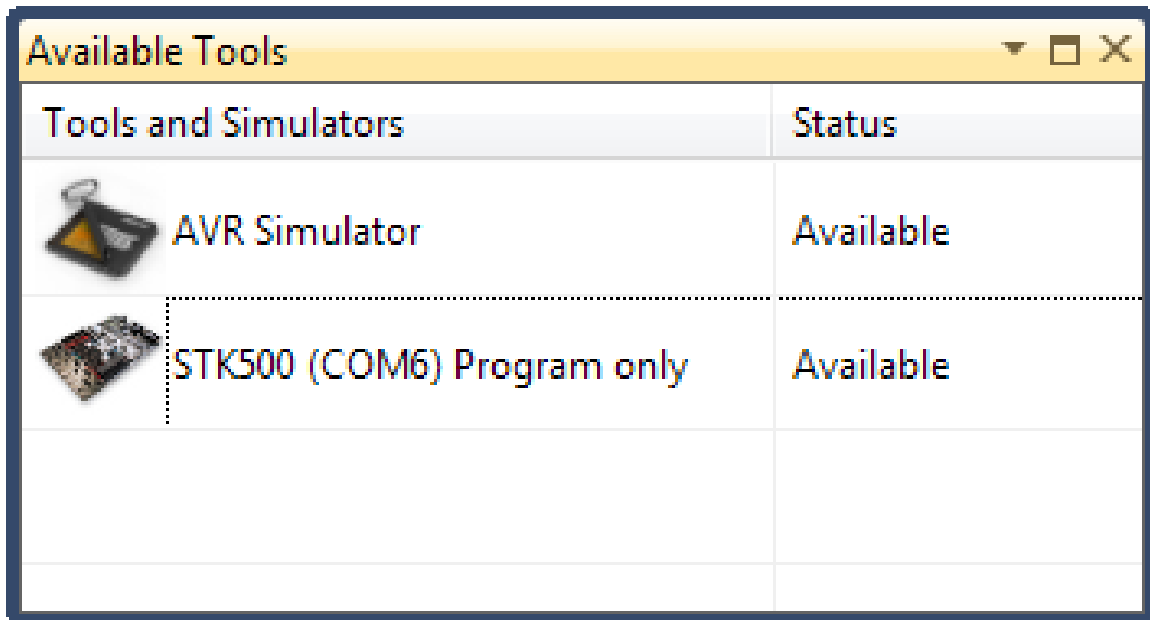 Available Tools
Tools and Simulators Status
AVR Simulator Available
STK500 (COM6) Program only Available